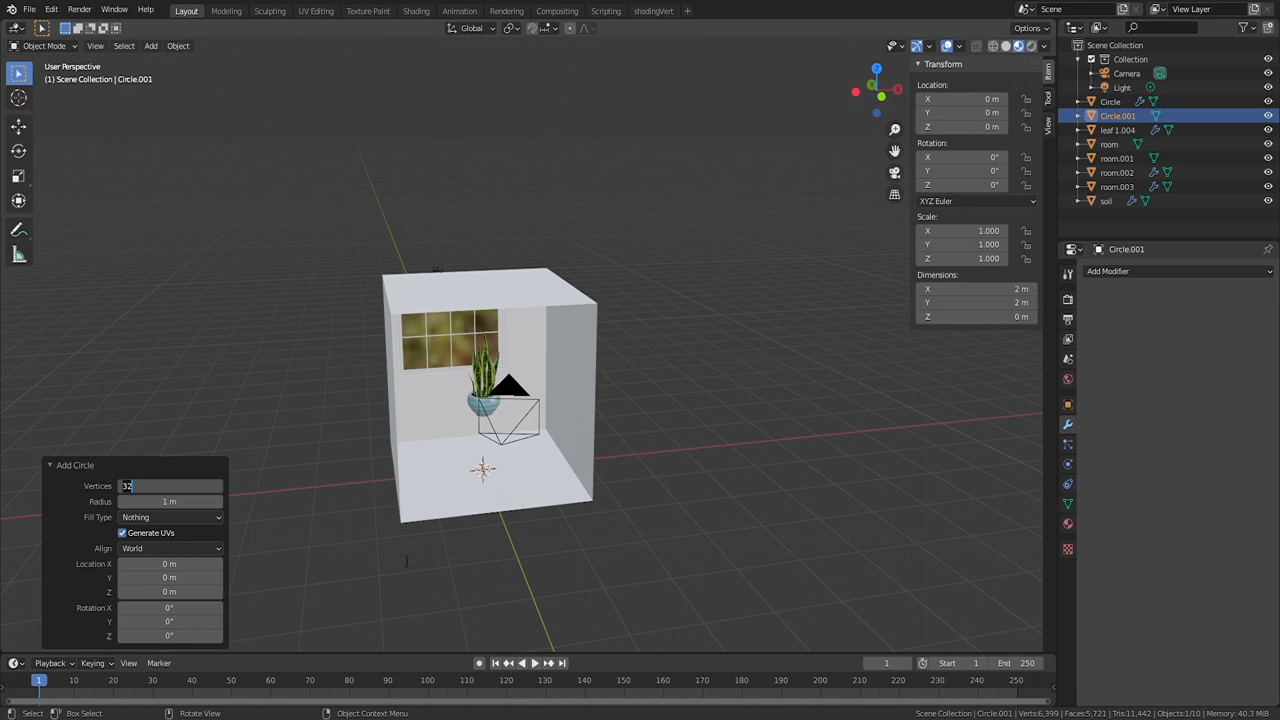 File Edit Render Window Help Layout Modeling Sculpting UV Editing Texture Paint Shading Animation Rendering Compositing Scripting shadingVert + Scene View Layer
Global Options
Object Mode View Select Add Object
User Perspective
(1) Scene Collection | Circle.001
Z
Transform
Location:
X 0 m
Y 0 m
Z 0 m
Rotation:
X 0°
Y 0°
Z 0°
XYZ Euler
Scale:
X 1.000
Y 1.000
Z 1.000
Dimensions:
X 2 m
Y 2 m
Z 0 m
Item
Tool
View
Scene Collection
Collection
Camera
Light
Circle
Circle.001
leaf 1.004
room
room.001
room.002
room.003
soil
Circle.001
Add Modifier
Add Circle
Vertices 32
Radius 1 m
Fill Type Nothing
Generate UVs
Align World
Location X 0 m
Y 0 m
Z 0 m
Rotation X 0°
Y 0°
Z 0°
Playback Keying View Marker 1 Start 1 End 250
1 10 20 30 40 50 60 70 80 90 100 110 120 130 140 150 160 170 180 190 200 210 220 230 240 250
Select Box Select Rotate View Object Context Menu Scene Collection | Circle.001 | Verts:6,399 | Faces:5,721 | Tris:11,442 | Objects:1/10 | Memory: 40.3 MiB